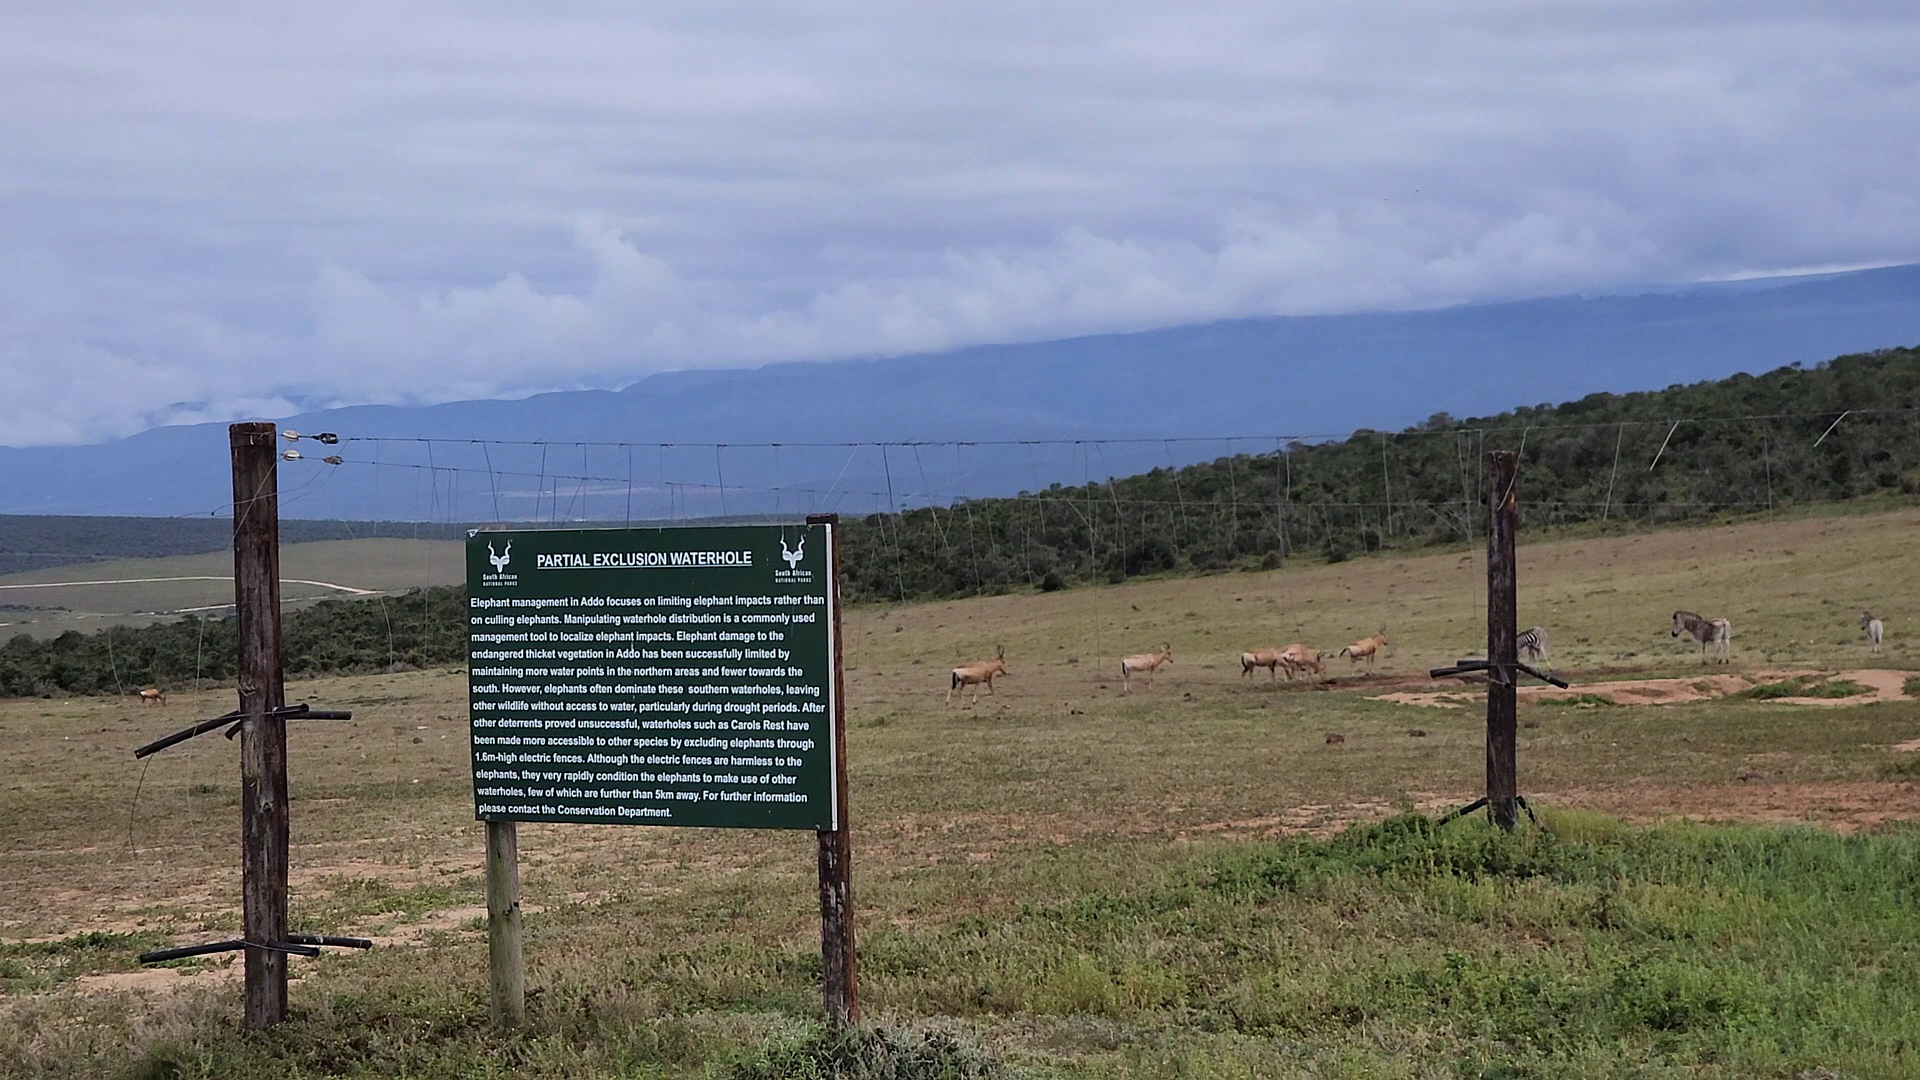 PARTIAL EXCLUSION WATERHOLE
South African
NATIONAL PARKS
South African
NATIONAL PARKS
Elephant management in Addo focuses on limiting elephant impacts rather than
on culling elephants. Manipulating waterhole distribution is a commonly used
management tool to localize elephant impacts. Elephant damage to the
endangered thicket vegetation in Addo has been successfully limited by
maintaining more water points in the northern areas and fewer towards the
south. However, elephants often dominate these southern waterholes, leaving
other wildlife without access to water, particularly during drought periods. After
other deterrents proved unsuccessful, waterholes such as Carols Rest have
been made more accessible to other species by excluding elephants through
1.6m-high electric fences. Although the electric fences are harmless to the
elephants, they very rapidly condition the elephants to make use of other
waterholes, few of which are further than 5km away. For further information
please contact the Conservation Department.